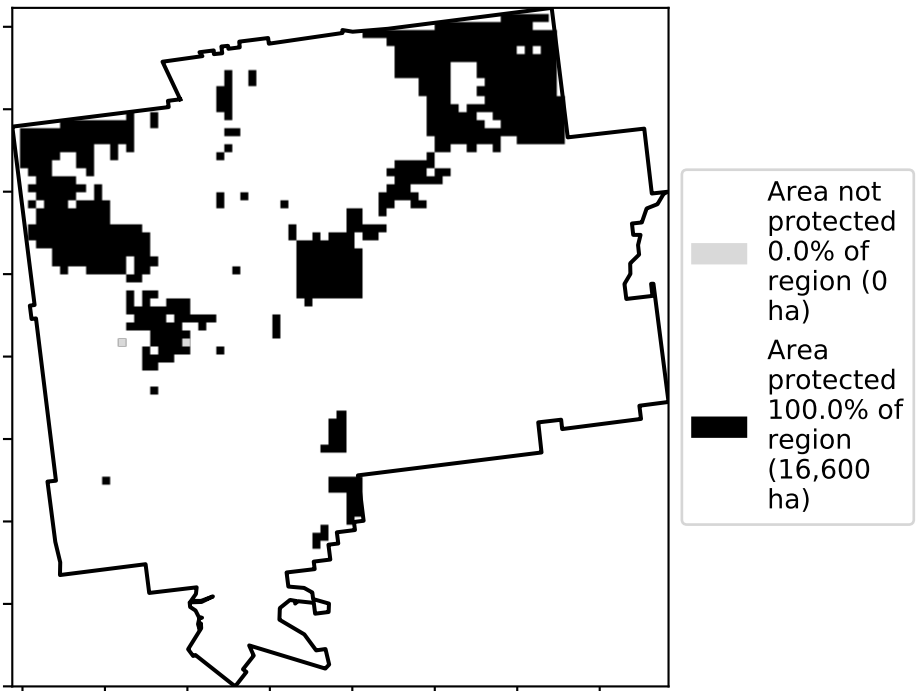 Area not
protected
0.0% of
region (0
ha)
Area
protected
100.0% of
region
(16,600
ha)